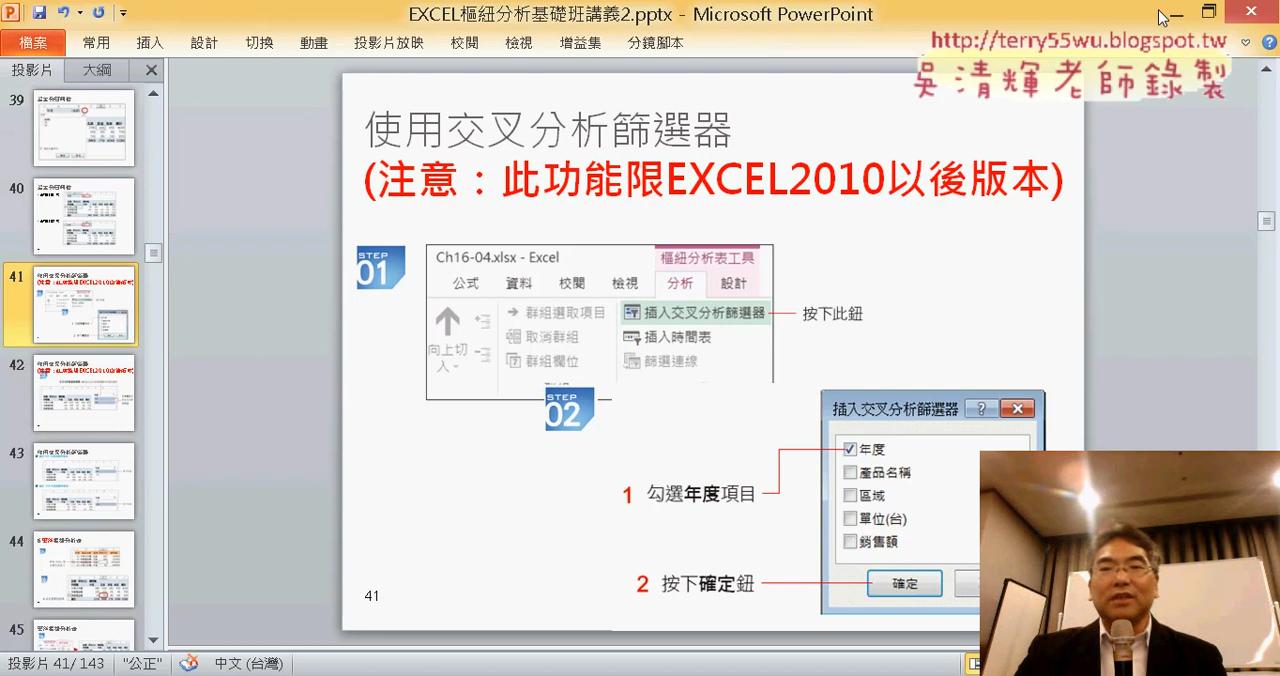 EXCEL樞紐分析基礎班講義2.pptx - Microsoft PowerPoint
檔案 常用 插入 設計 切換 動畫 投影片放映 校閱 檢視 增益集 分鏡腳本
http://terry55wu.blogspot.tw
吳清輝老師錄製
投影片 大綱
39
40
41
42
43
44
45
使用交叉分析篩選器
(注意：此功能限EXCEL2010以後版本)
STEP 01
Ch16-04.xlsx - Excel
樞紐分析表工具
公式 資料 校閱 檢視 分析 設計
向上切入
群組選取項目
取消群組
群組欄位
插入交叉分析篩選器
插入時間表
篩選連線
按下此鈕
STEP 02
插入交叉分析篩選器
年度
產品名稱
區域
單位(台)
銷售額
確定
1 勾選年度項目
2 按下確定鈕
41
投影片 41/ 143 "公正" 中文 (台灣)